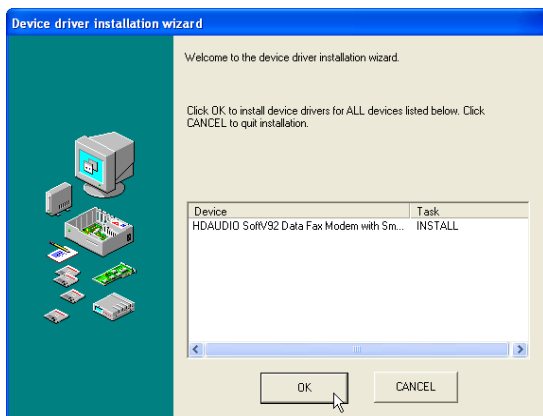 Device driver installation wizard
Welcome to the device driver installation wizard.
Click OK to install device drivers for ALL devices listed below. Click
CANCEL to quit installation.
Device Task
HDAUDIO SoftV92 Data Fax Modem with Sm... INSTALL
OK CANCEL